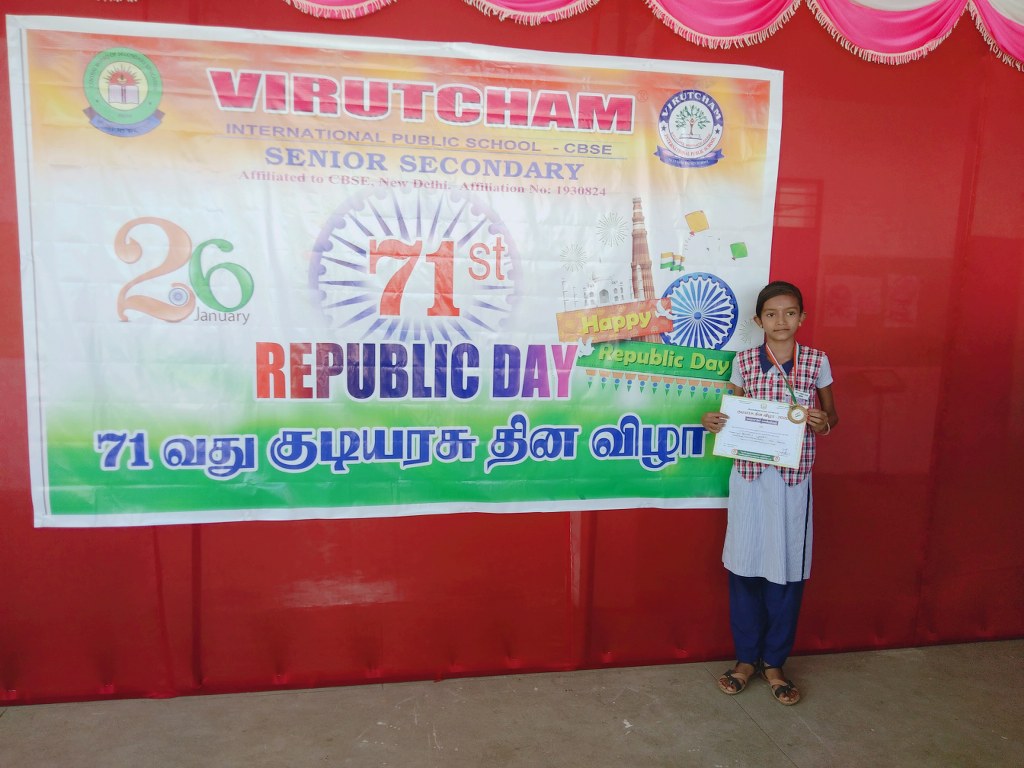 VIRUTCHAM
INTERNATIONAL PUBLIC SCHOOL - CBSE
SENIOR SECONDARY
Affiliated to CBSE, New Delhi. Affiliation No: 1930824
VIRUTCHAM
26
January
71st
REPUBLIC DAY
Happy
Republic Day
71 வது குடியரசு தின விழா